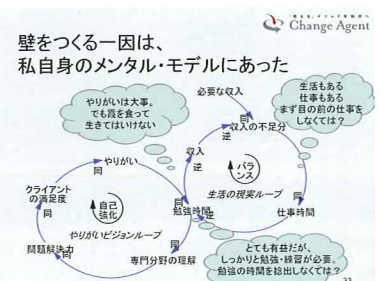 Change Agent
壁をつくる一因は、
私自身のメンタル・モデルにあった
やりがいは大事。
でも霞を食って
生きてはいけない
必要な収入
生活もある
仕事もある
まず目の前の仕事を
しなくては?
同
収入の不足分
収入
逆
逆
バラ
ンス
生活の現実ループ
同
仕事時間
やりがい
同
クライアント
の満足度
同
自己
強化
勉強時間
逆
やりがいビジョンループ
同
問題解決力
同
専門分野の理解
とても有益だが、
しっかりと勉強・練習が必要。
勉強の時間を捻出しなくては?